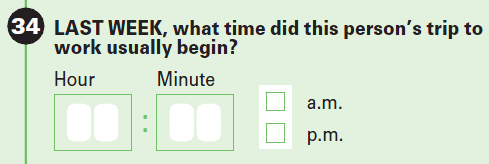 34 LAST WEEK, what time did this person's trip to
work usually begin?
Hour Minute
: a.m.
p.m.